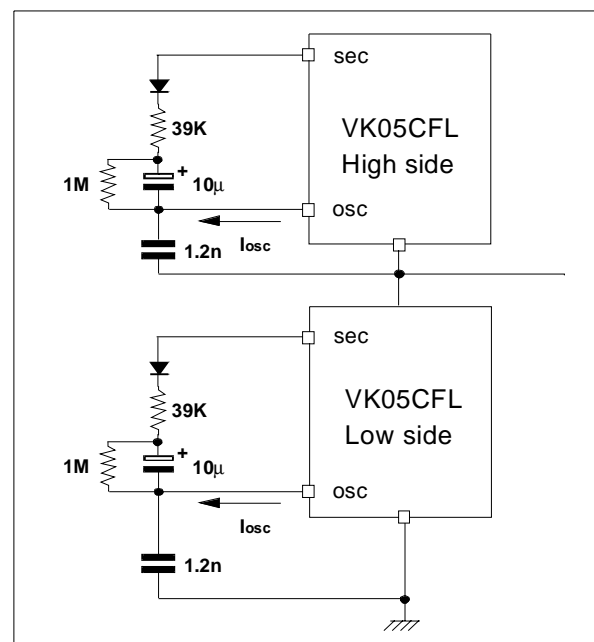 sec
39K
VK05CFL
High side
+
1M
10μ
osc
Iosc
1.2n
sec
39K
VK05CFL
Low side
+
1M
10μ
osc
Iosc
1.2n